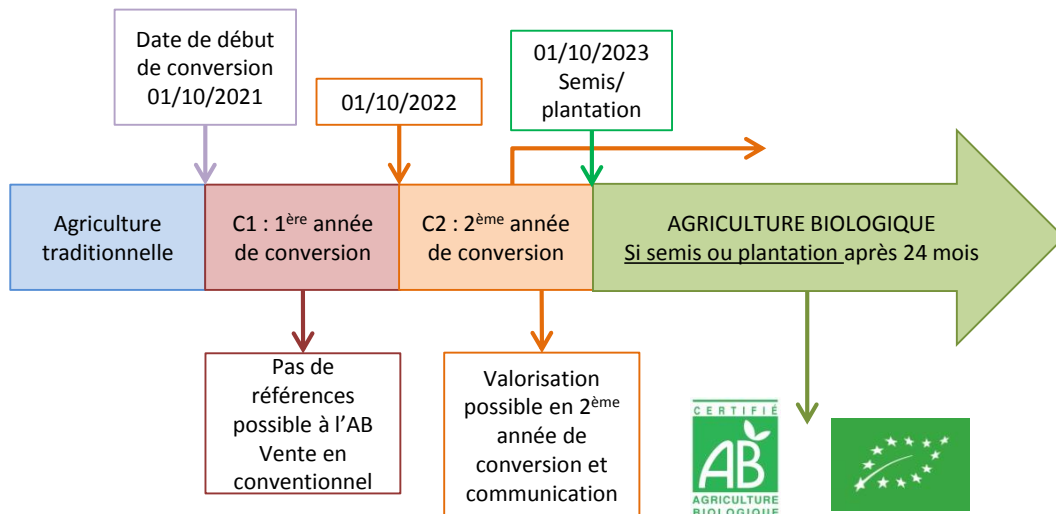 Date de début
de conversion
01/10/2021
01/10/2022
01/10/2023
Semis/
plantation
Agriculture
traditionnelle
C1 : 1ère année
de conversion
C2 : 2ème année
de conversion
AGRICULTURE BIOLOGIQUE
Si semis ou plantation après 24 mois
Pas de
références
possible à l’AB
Vente en
conventionnel
Valorisation
possible en 2ème
année de
conversion et
communication
CERTIFIÉ
AB
AGRICULTURE
BIOLOGIQUE